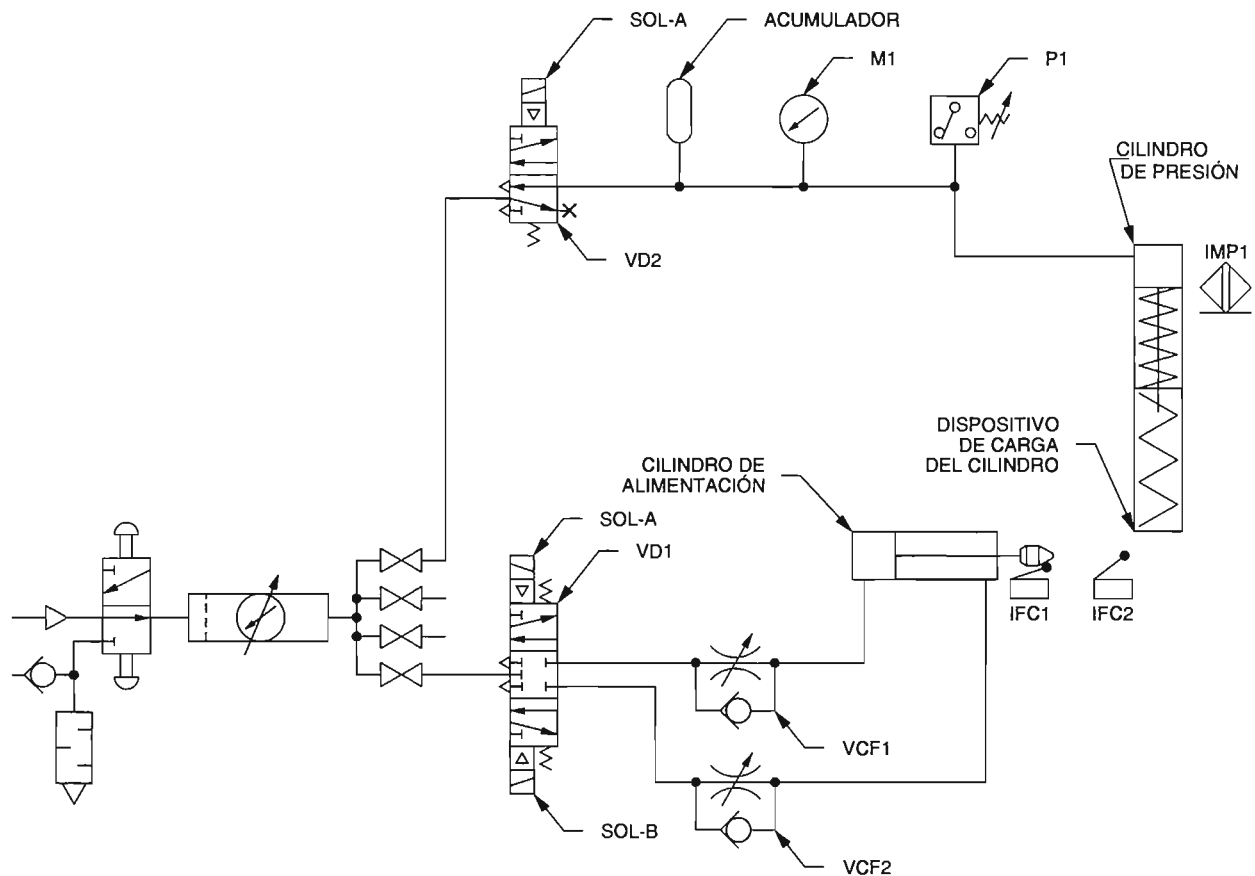 SOL-A
ACUMULADOR
M1
P1
CILINDRO
DE PRESIÓN
IMP1
VD2
DISPOSITIVO
DE CARGA
DEL CILINDRO
CILINDRO DE
ALIMENTACIÓN
SOL-A
VD1
IFC1
IFC2
VCF1
SOL-B
VCF2